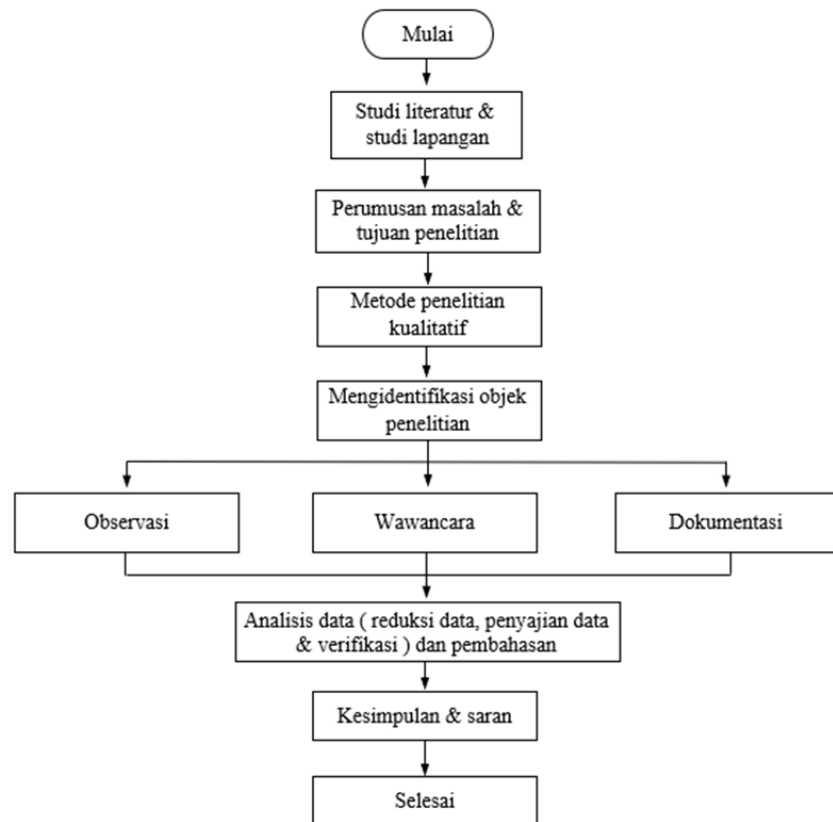 Mulai
Studi literatur &
studi lapangan
Perumusan masalah &
tujuan penelitian
Metode penelitian
kualitatif
Mengidentifikasi objek
penelitian
Observasi
Wawancara
Dokumentasi
Analisis data ( reduksi data, penyajian data
& verifikasi ) dan pembahasan
Kesimpulan & saran
Selesai